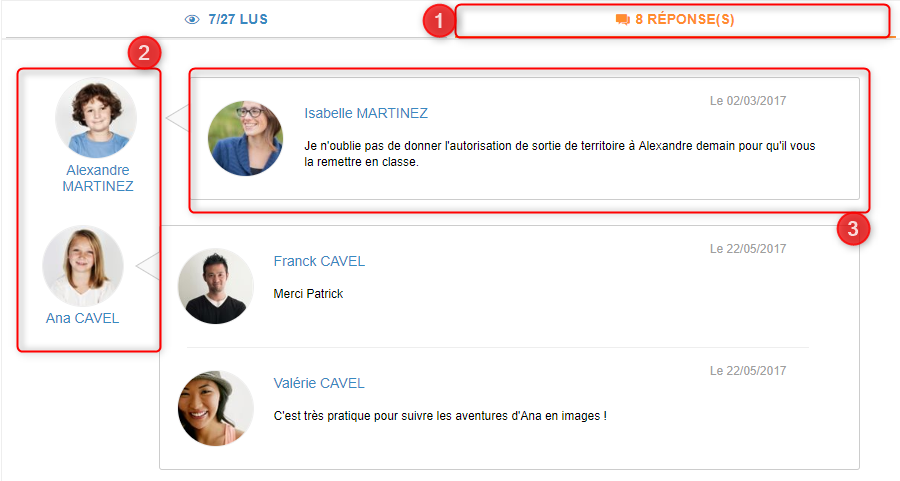 7/27 LUS
1
8 RÉPONSE(S)
2
Alexandre
MARTINEZ
Isabelle MARTINEZ
Le 02/03/2017
Je n'oublie pas de donner l'autorisation de sortie de territoire à Alexandre demain pour qu'il vous
la remettre en classe.
3
Ana CAVEL
Franck CAVEL
Le 22/05/2017
Merci Patrick
Valérie CAVEL
Le 22/05/2017
C'est très pratique pour suivre les aventures d'Ana en images !